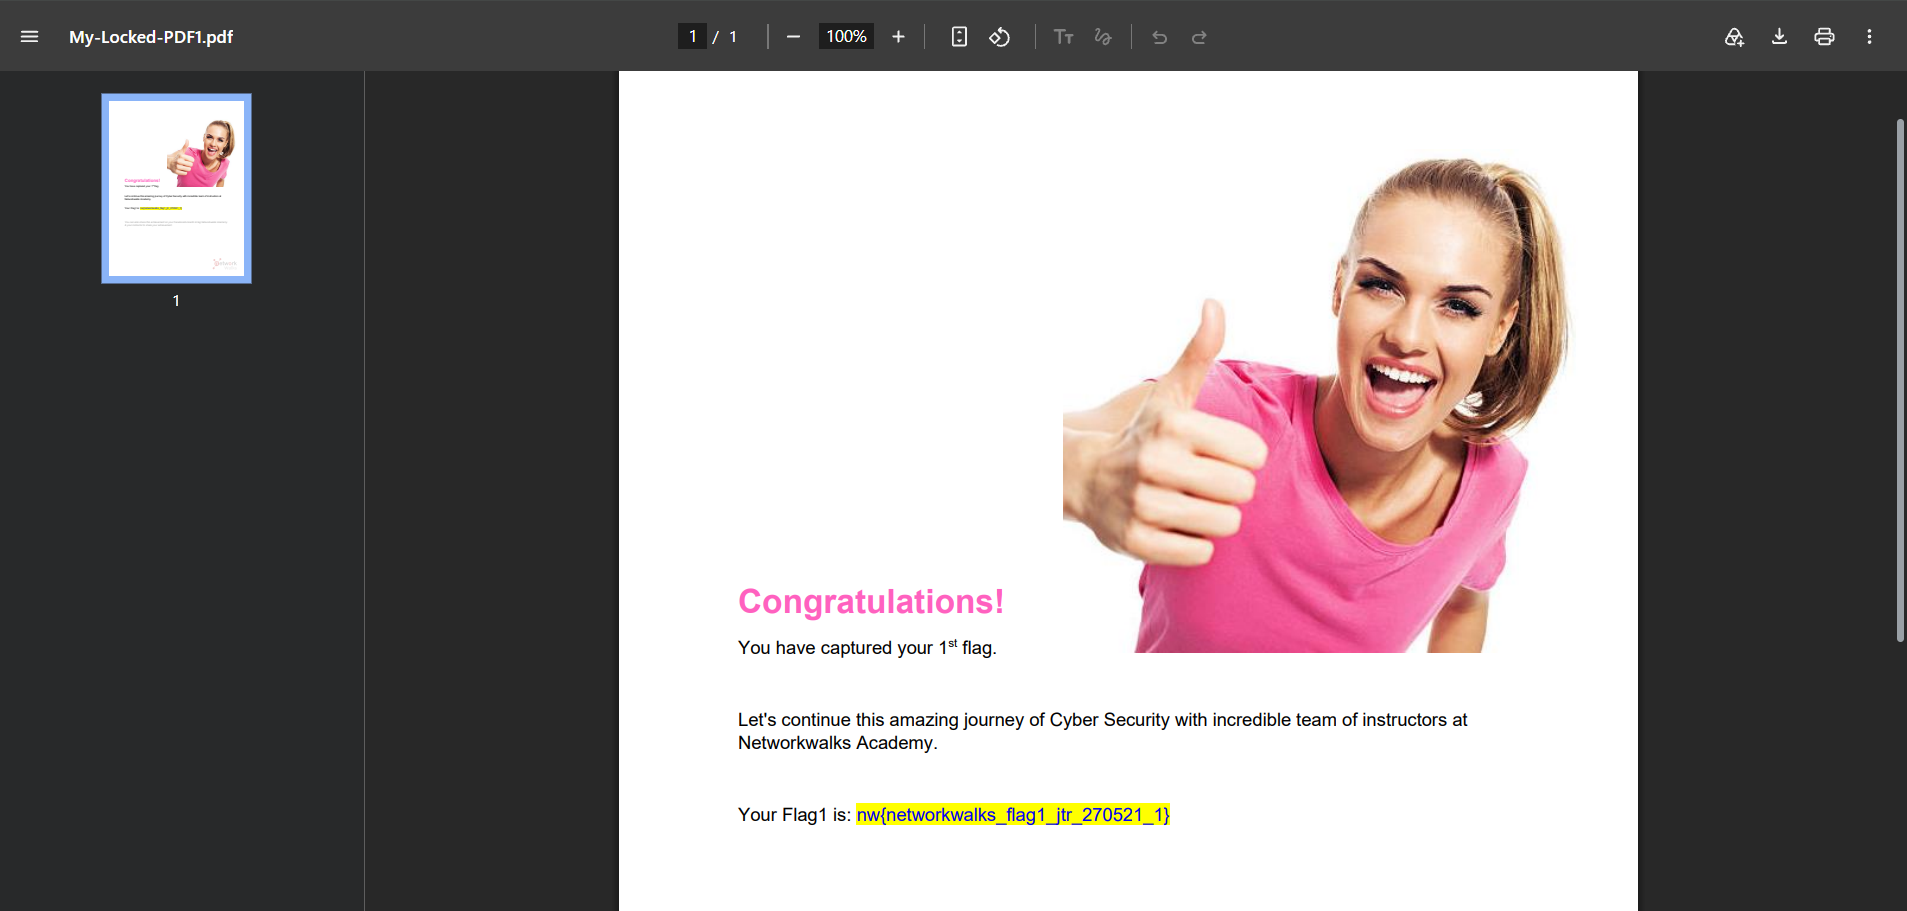 My-Locked-PDF1.pdf
1 / 1
100%
1
Congratulations!
You have captured your 1st flag.
Let's continue this amazing journey of Cyber Security with incredible team of instructors at
Networkwalks Academy.
Your Flag1 is: nw{networkwalks_flag1_jtr_270521_1}